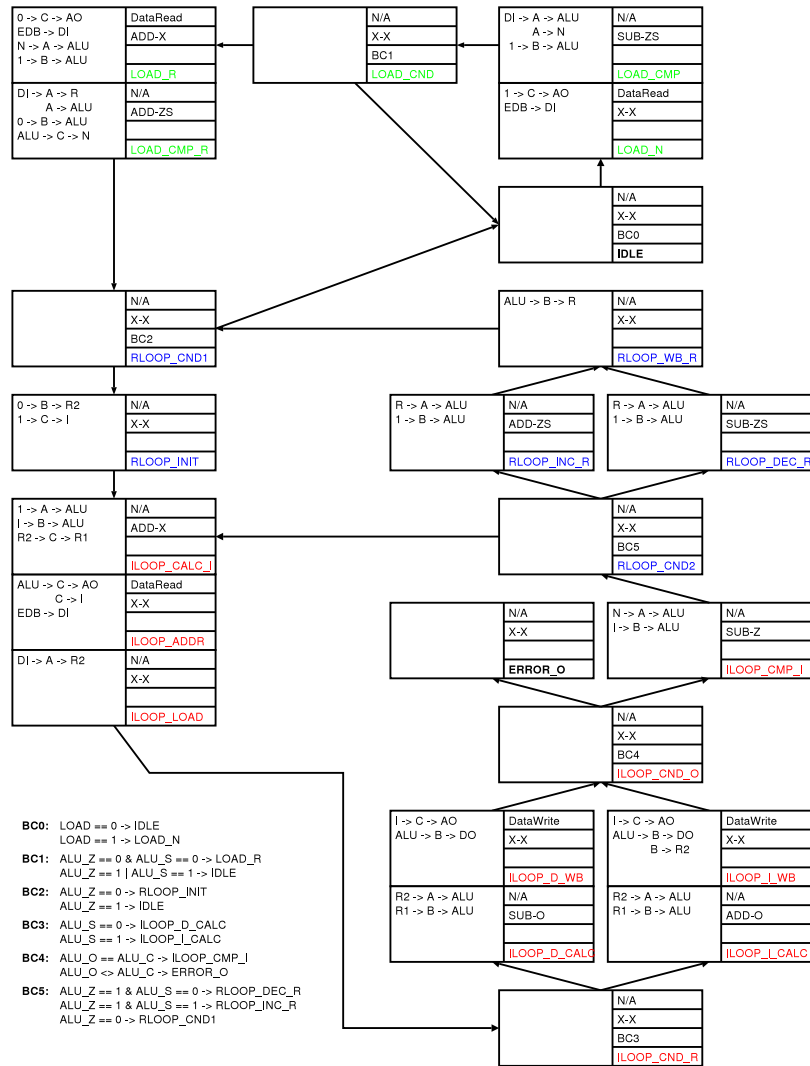 0 -> C -> AO
EDB -> DI
N -> A -> ALU
1 -> B -> ALU
DataRead
ADD-X
LOAD_R
DI -> A -> R
A -> ALU
0 -> B -> ALU
ALU -> C -> N
N/A
ADD-ZS
LOAD_CMP_R
N/A
X-X
BC1
LOAD_CND
DI -> A -> ALU
A -> N
1 -> B -> ALU
N/A
SUB-ZS
LOAD_CMP
1 -> C -> AO
EDB -> DI
DataRead
X-X
LOAD_N
N/A
X-X
BC0
IDLE
N/A
X-X
BC2
RLOOP_CND1
ALU -> B -> R
N/A
X-X
RLOOP_WB_R
0 -> B -> R2
1 -> C -> I
N/A
X-X
RLOOP_INIT
R -> A -> ALU
1 -> B -> ALU
N/A
ADD-ZS
RLOOP_INC_R
R -> A -> ALU
1 -> B -> ALU
N/A
SUB-ZS
RLOOP_DEC_R
1 -> A -> ALU
I -> B -> ALU
R2 -> C -> R1
N/A
ADD-X
ILOOP_CALC_I
N/A
X-X
BC5
RLOOP_CND2
ALU -> C -> AO
C -> I
EDB -> DI
DataRead
X-X
ILOOP_ADDR
N/A
X-X
ERROR_O
N -> A -> ALU
I -> B -> ALU
N/A
SUB-Z
ILOOP_CMP_I
DI -> A -> R2
N/A
X-X
ILOOP_LOAD
N/A
X-X
BC4
ILOOP_CND_O
I -> C -> AO
ALU -> B -> DO
DataWrite
X-X
ILOOP_D_WB
I -> C -> AO
ALU -> B -> DO
B -> R2
DataWrite
X-X
ILOOP_I_WB
R2 -> A -> ALU
R1 -> B -> ALU
N/A
SUB-O
ILOOP_D_CALC
R2 -> A -> ALU
R1 -> B -> ALU
N/A
ADD-O
ILOOP_I_CALC
N/A
X-X
BC3
ILOOP_CND_R
BC0: LOAD == 0 -> IDLE
LOAD == 1 -> LOAD_N
BC1: ALU_Z == 0 & ALU_S == 0 -> LOAD_R
ALU_Z == 1 | ALU_S == 1 -> IDLE
BC2: ALU_Z == 0 -> RLOOP_INIT
ALU_Z == 1 -> IDLE
BC3: ALU_S == 0 -> ILOOP_D_CALC
ALU_S == 1 -> ILOOP_I_CALC
BC4: ALU_O == ALU_C -> ILOOP_CMP_I
ALU_O <> ALU_C -> ERROR_O
BC5: ALU_Z == 1 & ALU_S == 0 -> RLOOP_DEC_R
ALU_Z == 1 & ALU_S == 1 -> RLOOP_INC_R
ALU_Z == 0 -> RLOOP_CND1